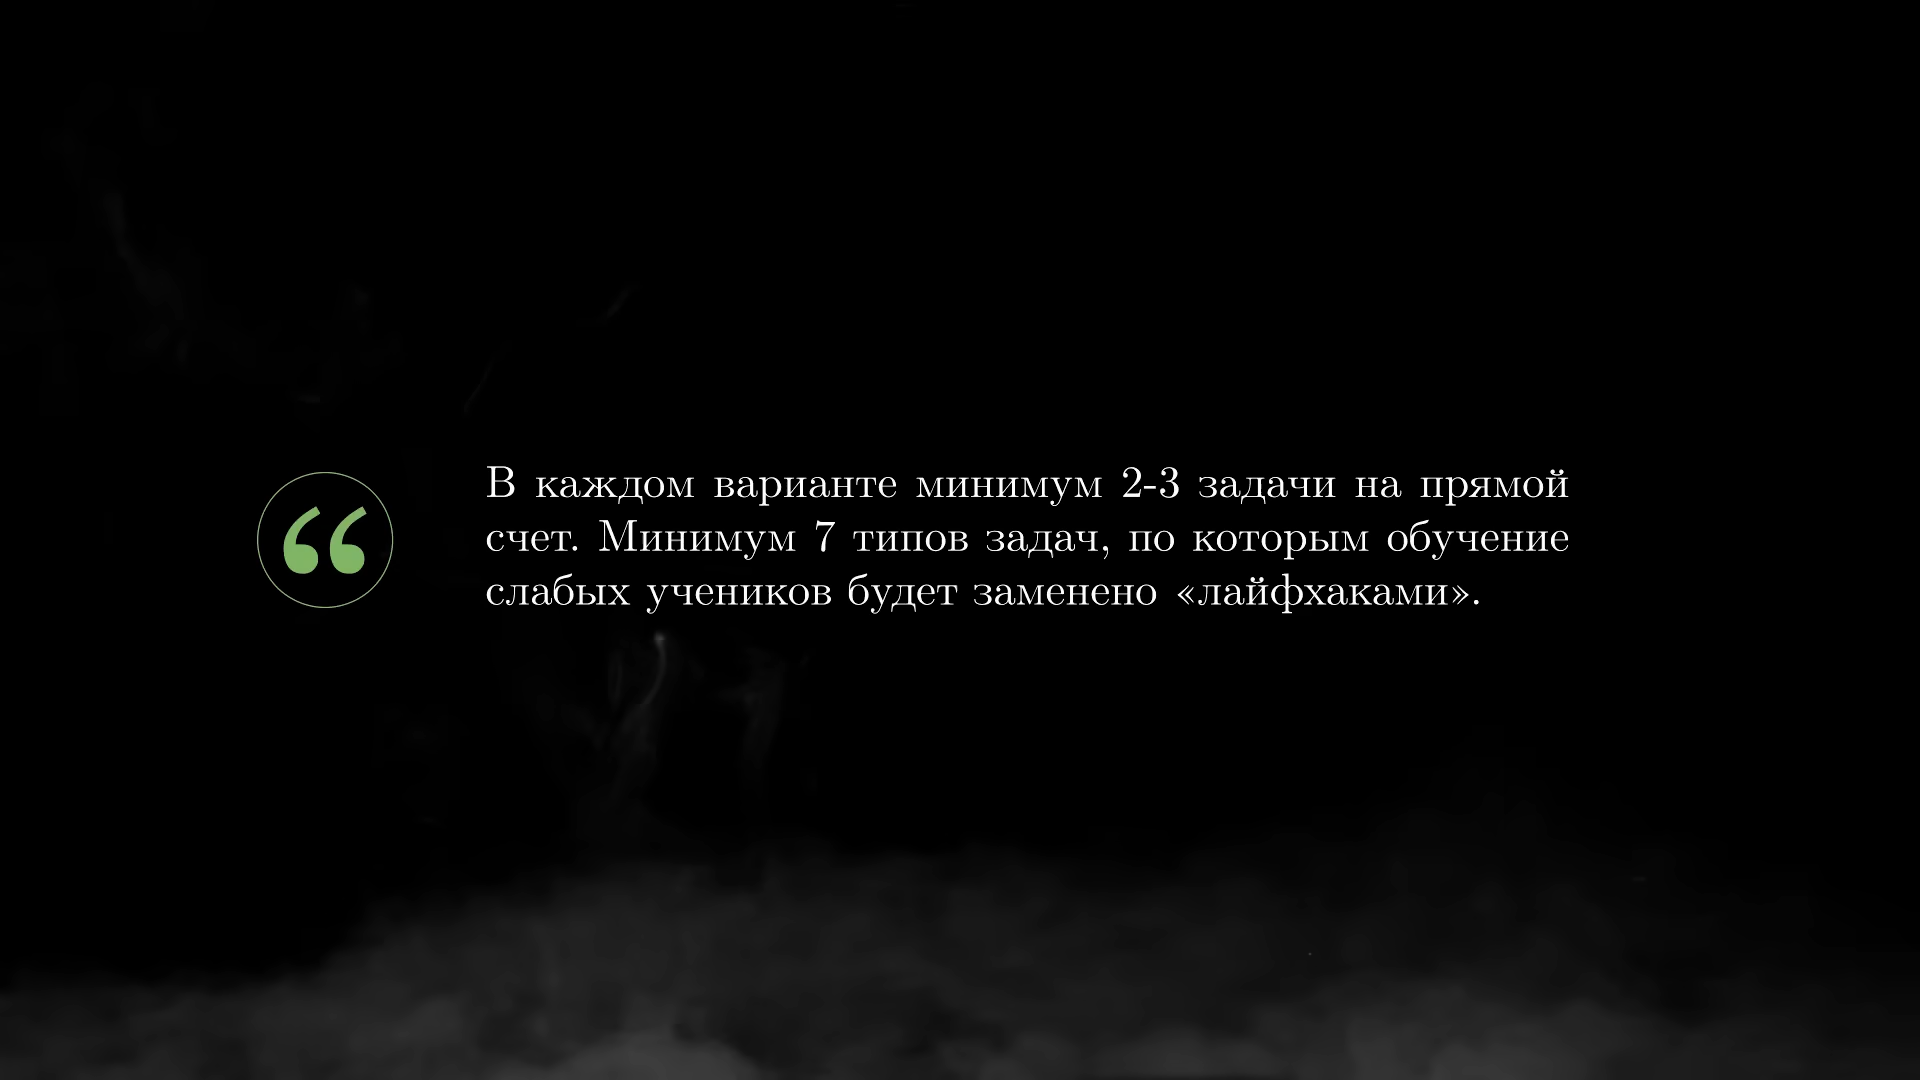 В каждом варианте минимум 2-3 задачи на прямой
счет. Минимум 7 типов задач, по которым обучение
слабых учеников будет заменено «лайфхаками».